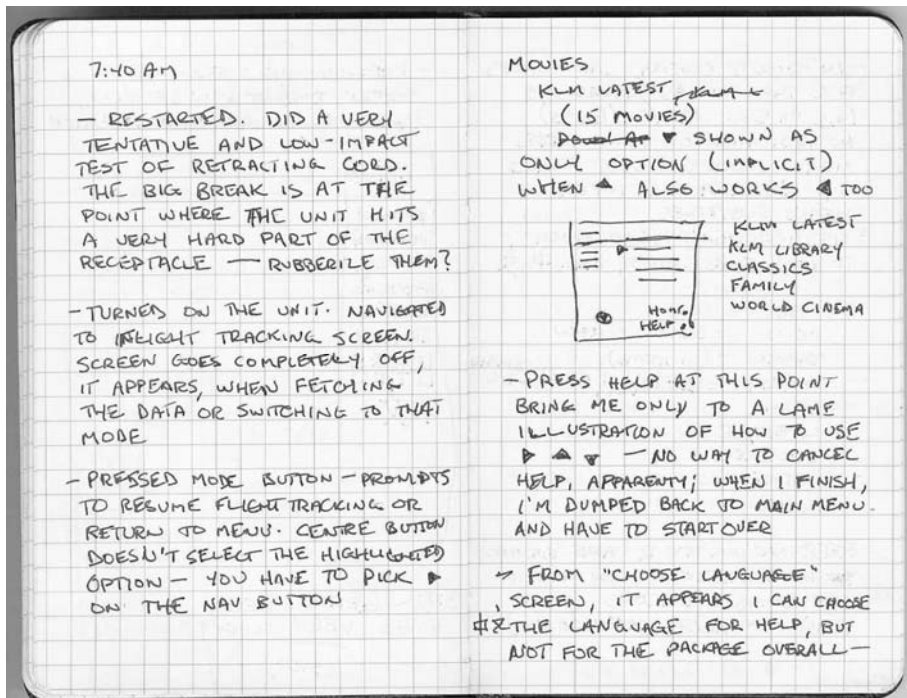 7:40 AM
- RESTARTED. DID A VERY
TENTATIVE AND LOW-IMPACT
TEST OF RETRACTING CORD.
THE BIG BREAK IS AT THE
POINT WHERE THE UNIT HITS
A VERY HARD PART OF THE
RECEPTACLE — RUBBERIZE THEM?
- TURNED ON THE UNIT. NAVIGATED
TO INFLIGHT TRACKING SCREEN.
SCREEN GOES COMPLETELY OFF,
IT APPEARS, WHEN FETCHING
THE DATA OR SWITCHING TO THAT
MODE
- PRESSED MODE BUTTON - PROMPTS
TO RESUME FLIGHT TRACKING OR
RETURN TO MENU. CENTRE BUTTON
DOESN'T SELECT THE HIGHLIGHTED
OPTION - YOU HAVE TO PICK ▶
ON THE NAV BUTTON
MOVIES
KLM LATEST
(15 MOVIES)
▼ SHOWN AS
ONLY OPTION (IMPLICIT)
WHEN ▲ ALSO WORKS ◀ TOO
KLM LATEST
KLM LIBRARY
CLASSICS
FAMILY
WORLD CINEMA
HOME
HELP
- PRESS HELP AT THIS POINT
BRING ME ONLY TO A LAME
ILLUSTRATION OF HOW TO USE
▶ ▲ ▼ — NO WAY TO CANCEL
HELP, APPARENTY; WHEN I FINISH,
I'M DUMPED BACK TO MAIN MENU.
AND HAVE TO START OVER
FROM "CHOOSE LANGUAGE"
SCREEN, IT APPEARS I CAN CHOOSE
THE LANGUAGE FOR HELP, BUT
NOT FOR THE PACKAGE OVERALL —